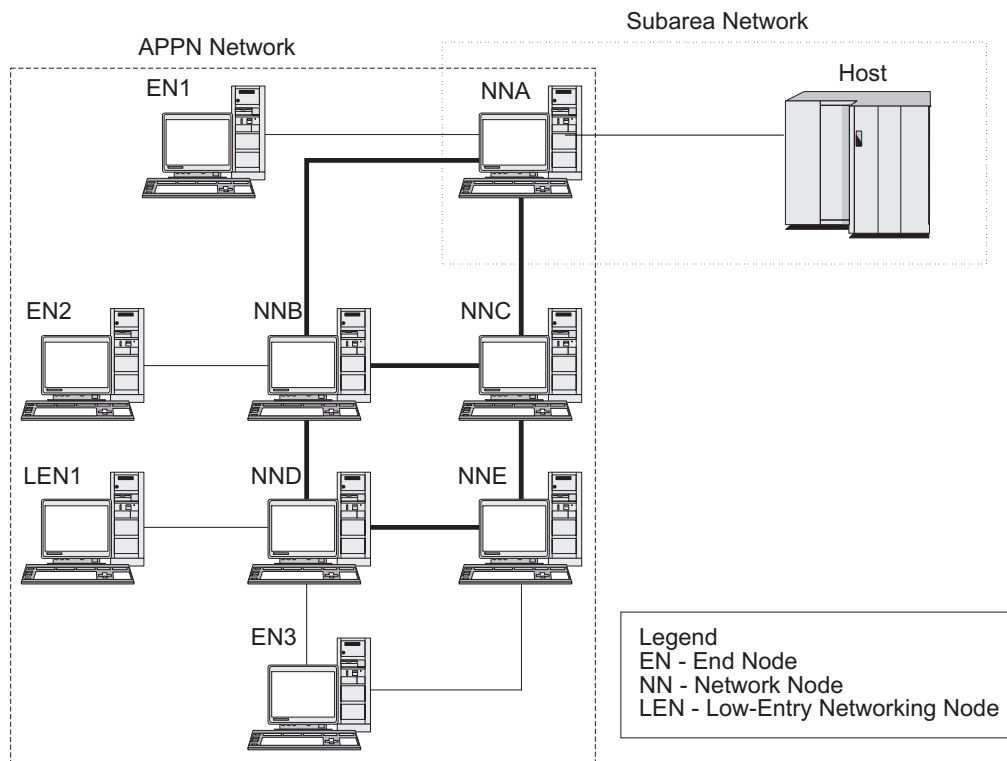 Subarea Network
APPN Network
EN1
NNA
Host
EN2
NNB
NNC
LEN1
NND
NNE
EN3
Legend
EN - End Node
NN - Network Node
LEN - Low-Entry Networking Node